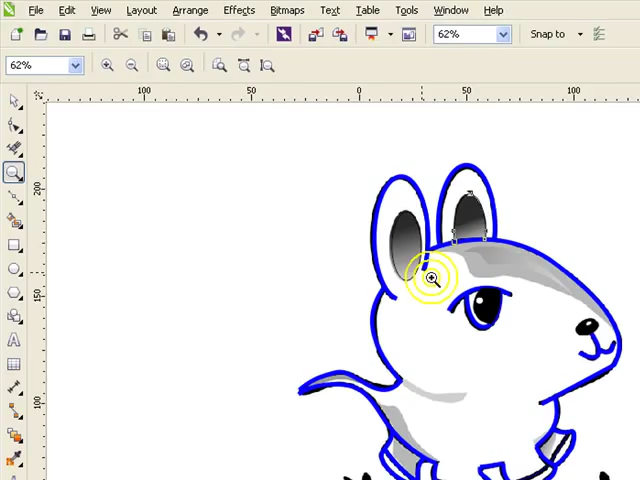 File Edit View Layout Arrange Effects Bitmaps Text Table Tools Window Help
62% Snap to
62%
100 50 0 50 100
200
150
100